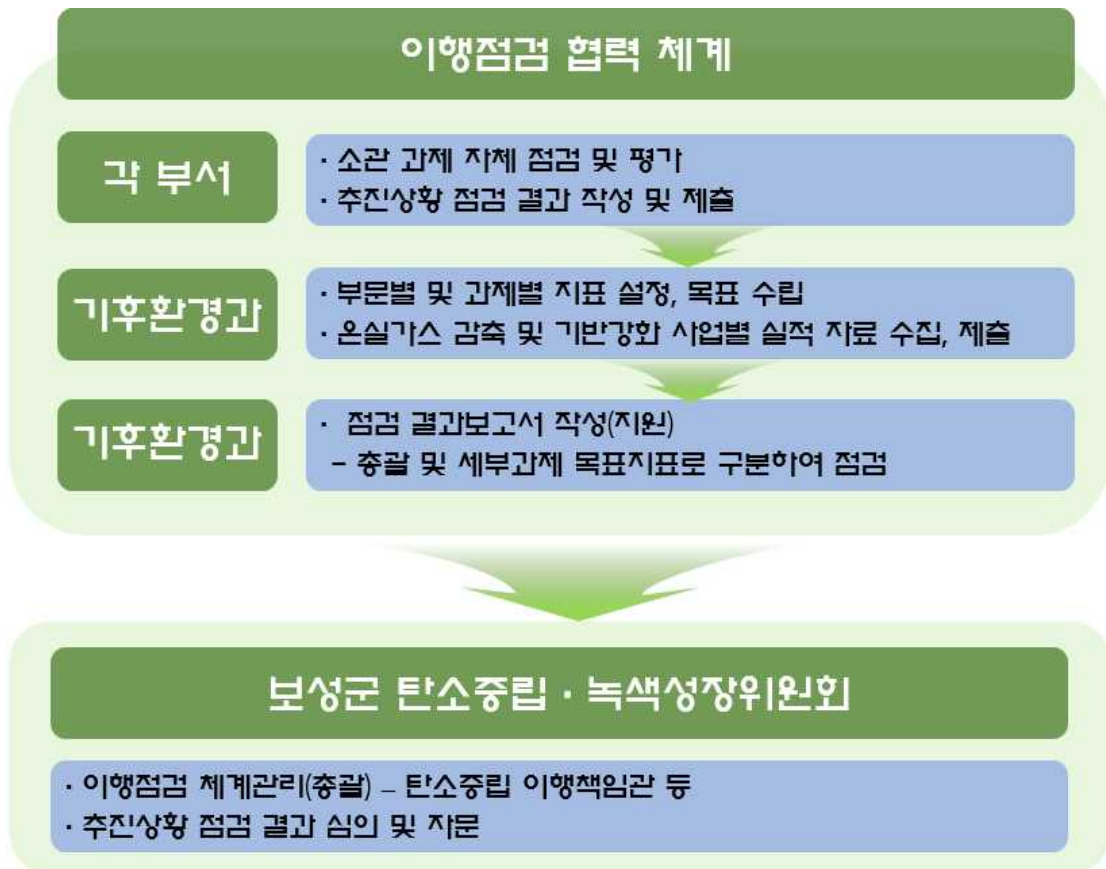 이행점검 협력 체계
각 부서
· 소관 과제 자체 점검 및 평가
· 추진상황 점검 결과 작성 및 제출
기후환경과
· 부문별 및 과제별 지표 설정, 목표 수립
· 온실가스 감축 및 기반강화 사업별 실적 자료 수집, 제출
기후환경과
· 점검 결과보고서 작성(지원)
– 총괄 및 세부과제 목표지표로 구분하여 점검
보성군 탄소중립 · 녹색성장위원회
· 이행점검 체계관리(총괄) – 탄소중립 이행책임관 등
· 추진상황 점검 결과 심의 및 자문